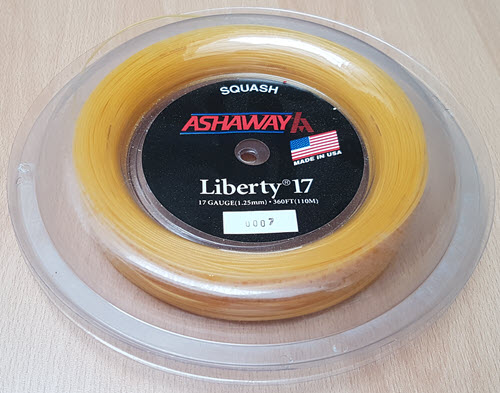 SQUASH
ASHAWAY
MADE IN USA
Liberty® 17
17 GAUGE(1.25mm) • 360FT(110M)
0007